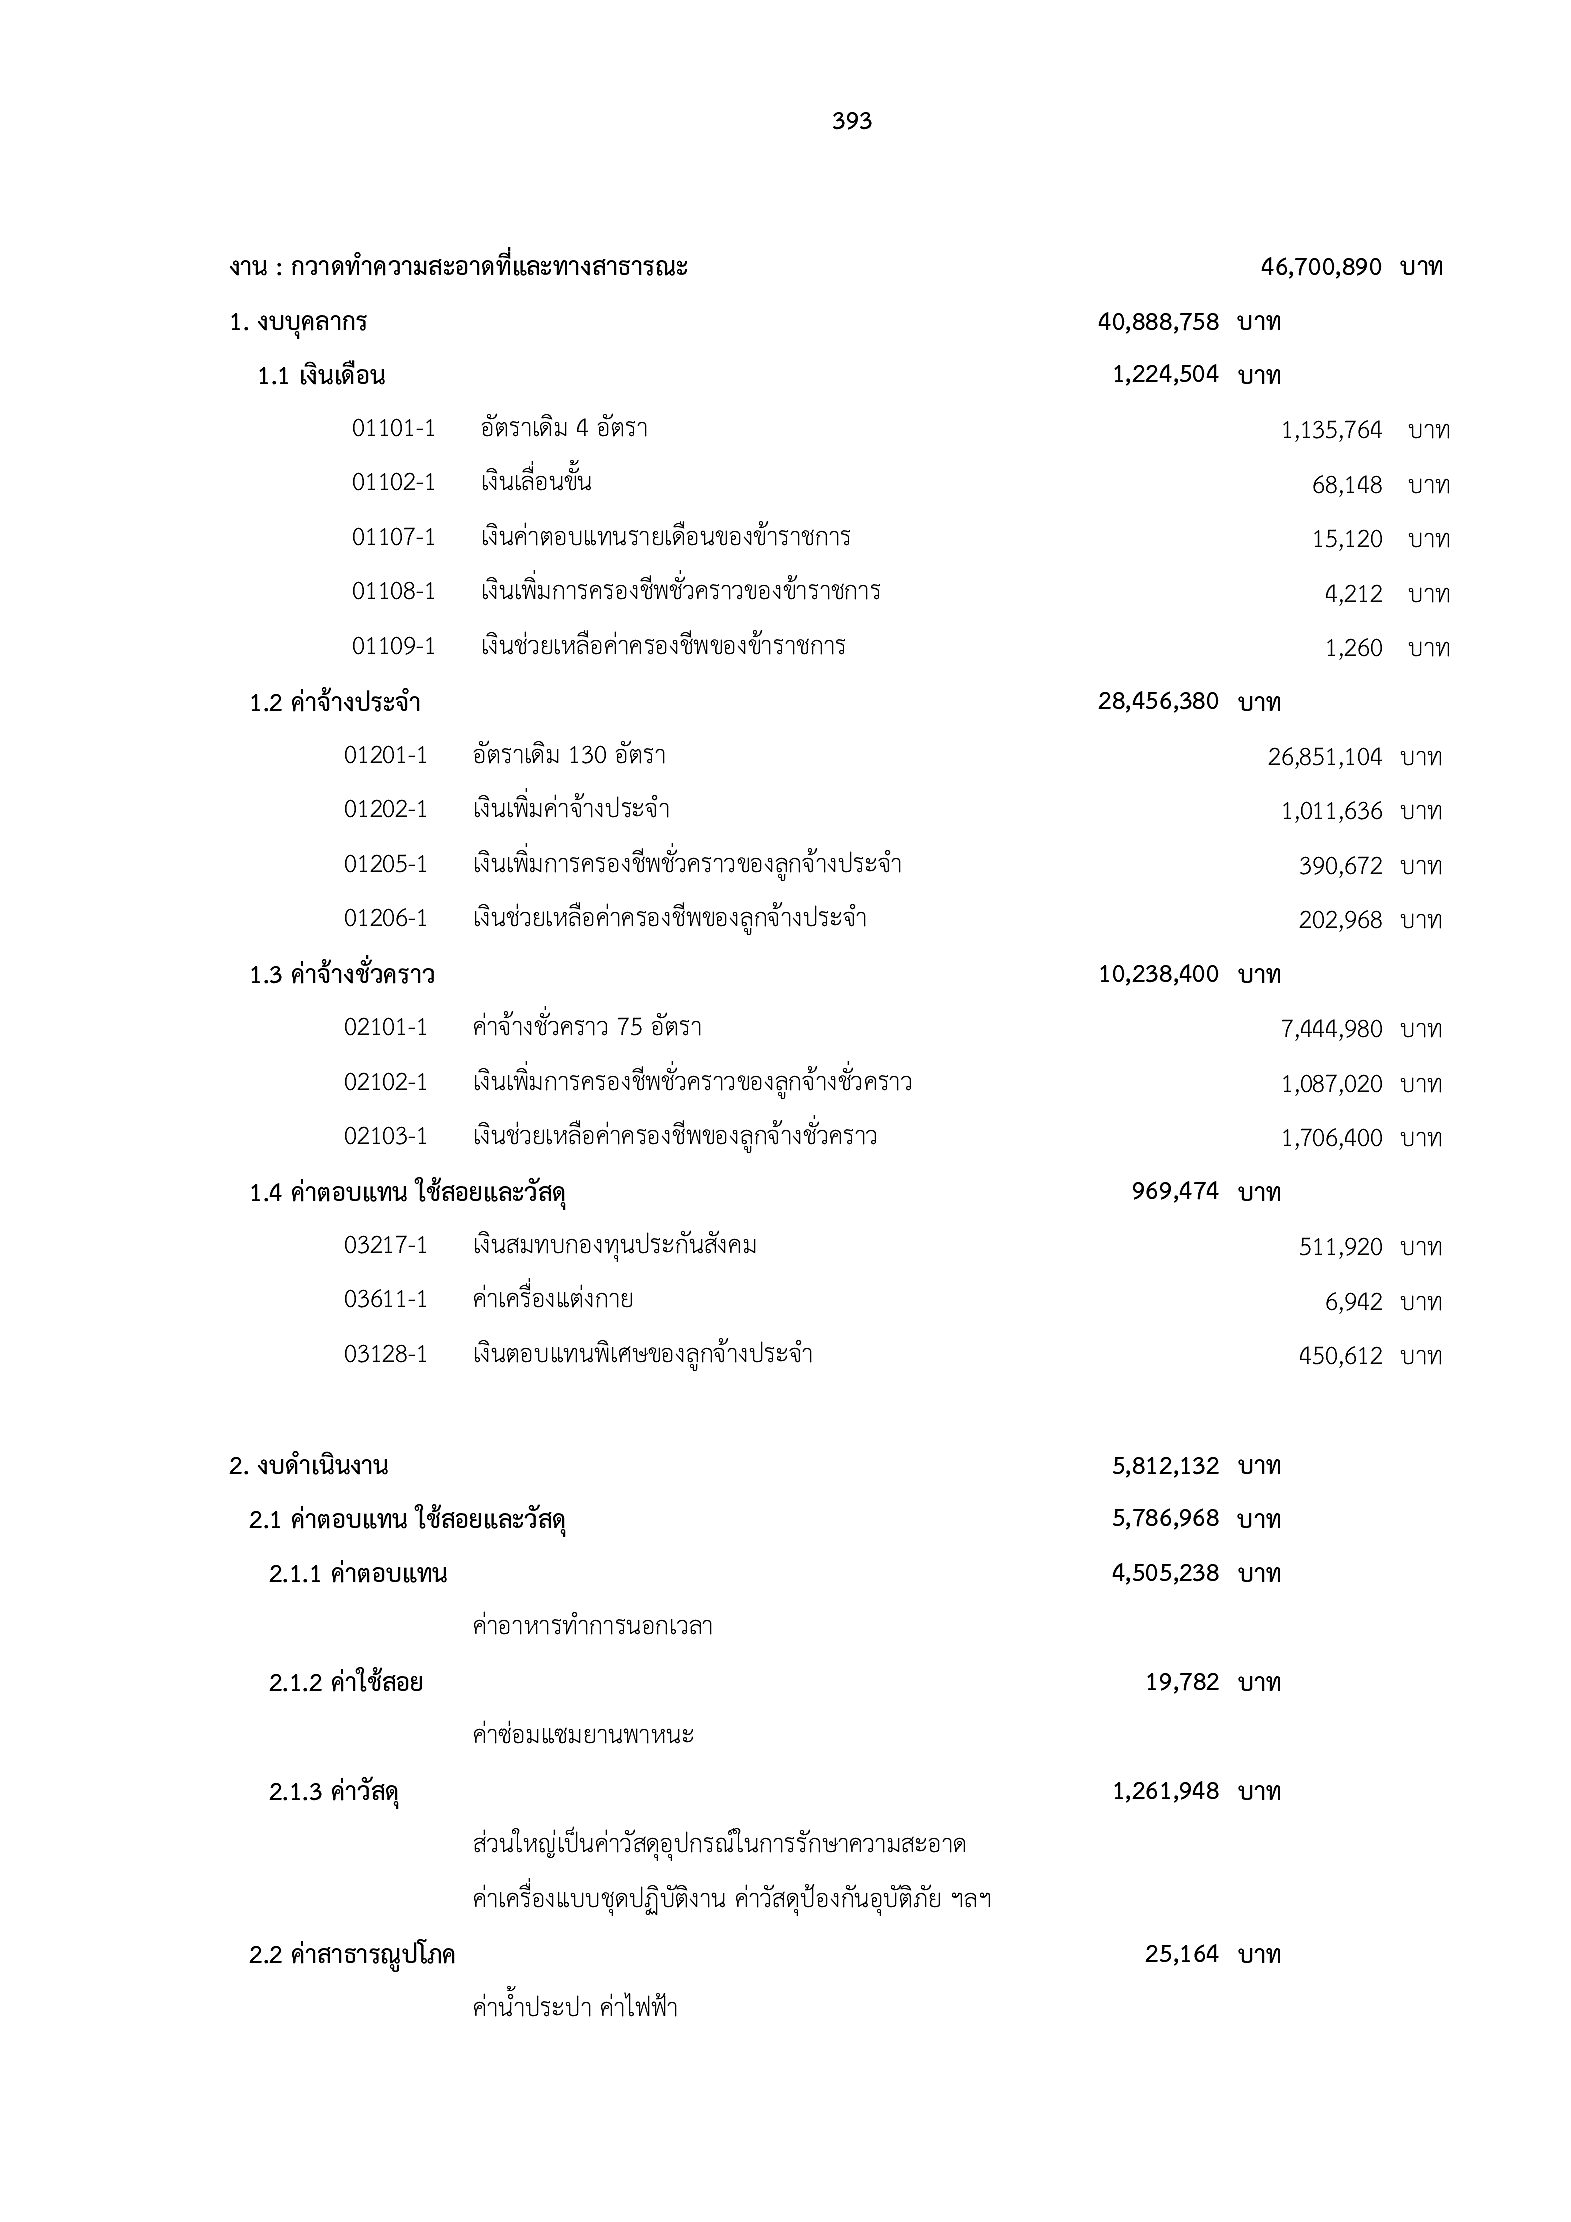 393
งาน : กวาดทำความสะอาดที่และทางสาธารณะ 46,700,890 บาท
1. งบบุคลากร 40,888,758 บาท
1.1 เงินเดือน 1,224,504 บาท
01101-1 อัตราเดิม 4 อัตรา 1,135,764 บาท
01102-1 เงินเลื่อนขั้น 68,148 บาท
01107-1 เงินค่าตอบแทนรายเดือนของข้าราชการ 15,120 บาท
01108-1 เงินเพิ่มการครองชีพชั่วคราวของข้าราชการ 4,212 บาท
01109-1 เงินช่วยเหลือค่าครองชีพของข้าราชการ 1,260 บาท
1.2 ค่าจ้างประจำ 28,456,380 บาท
01201-1 อัตราเดิม 130 อัตรา 26,851,104 บาท
01202-1 เงินเพิ่มค่าจ้างประจำ 1,011,636 บาท
01205-1 เงินเพิ่มการครองชีพชั่วคราวของลูกจ้างประจำ 390,672 บาท
01206-1 เงินช่วยเหลือค่าครองชีพของลูกจ้างประจำ 202,968 บาท
1.3 ค่าจ้างชั่วคราว 10,238,400 บาท
02101-1 ค่าจ้างชั่วคราว 75 อัตรา 7,444,980 บาท
02102-1 เงินเพิ่มการครองชีพชั่วคราวของลูกจ้างชั่วคราว 1,087,020 บาท
02103-1 เงินช่วยเหลือค่าครองชีพของลูกจ้างชั่วคราว 1,706,400 บาท
1.4 ค่าตอบแทน ใช้สอยและวัสดุ 969,474 บาท
03217-1 เงินสมทบกองทุนประกันสังคม 511,920 บาท
03611-1 ค่าเครื่องแต่งกาย 6,942 บาท
03128-1 เงินตอบแทนพิเศษของลูกจ้างประจำ 450,612 บาท
2. งบดำเนินงาน 5,812,132 บาท
2.1 ค่าตอบแทน ใช้สอยและวัสดุ 5,786,968 บาท
2.1.1 ค่าตอบแทน 4,505,238 บาท
ค่าอาหารทำการนอกเวลา
2.1.2 ค่าใช้สอย 19,782 บาท
ค่าซ่อมแซมยานพาหนะ
2.1.3 ค่าวัสดุ 1,261,948 บาท
ส่วนใหญ่เป็นค่าวัสดุอุปกรณ์ในการรักษาความสะอาด
ค่าเครื่องแบบชุดปฏิบัติงาน ค่าวัสดุป้องกันอุบัติภัย ฯลฯ
2.2 ค่าสาธารณูปโภค 25,164 บาท
ค่าน้ำประปา ค่าไฟฟ้า